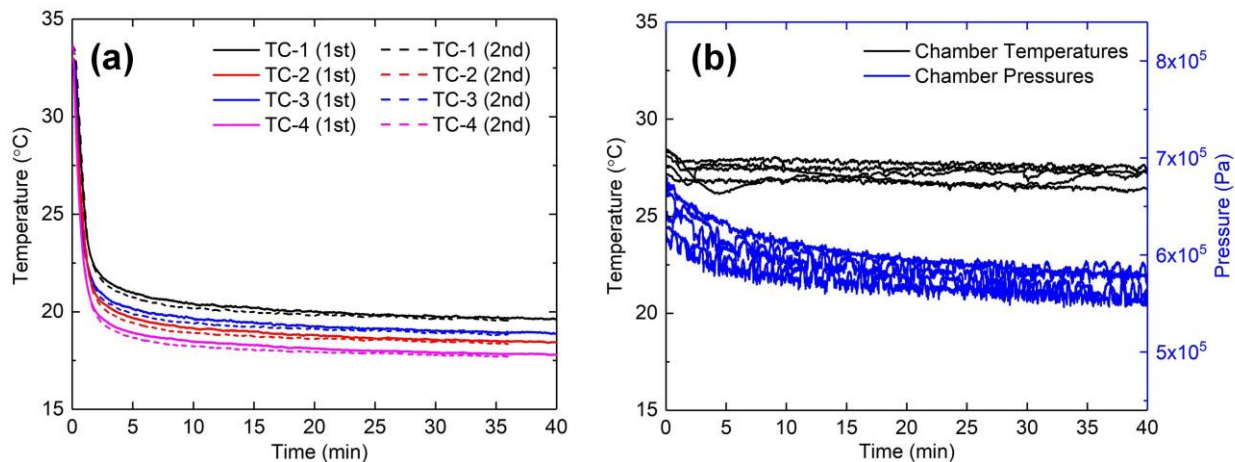 (a)
TC-1 (1st) TC-1 (2nd)
TC-2 (1st) TC-2 (2nd)
TC-3 (1st) TC-3 (2nd)
TC-4 (1st) TC-4 (2nd)
35
30
25
20
15
Temperature (°C)
0 5 10 15 20 25 30 35 40
Time (min)
(b)
Chamber Temperatures
Chamber Pressures
35
30
25
20
15
Temperature (°C)
8x10⁵
7x10⁵
6x10⁵
5x10⁵
Pressure (Pa)
0 5 10 15 20 25 30 35 40
Time (min)